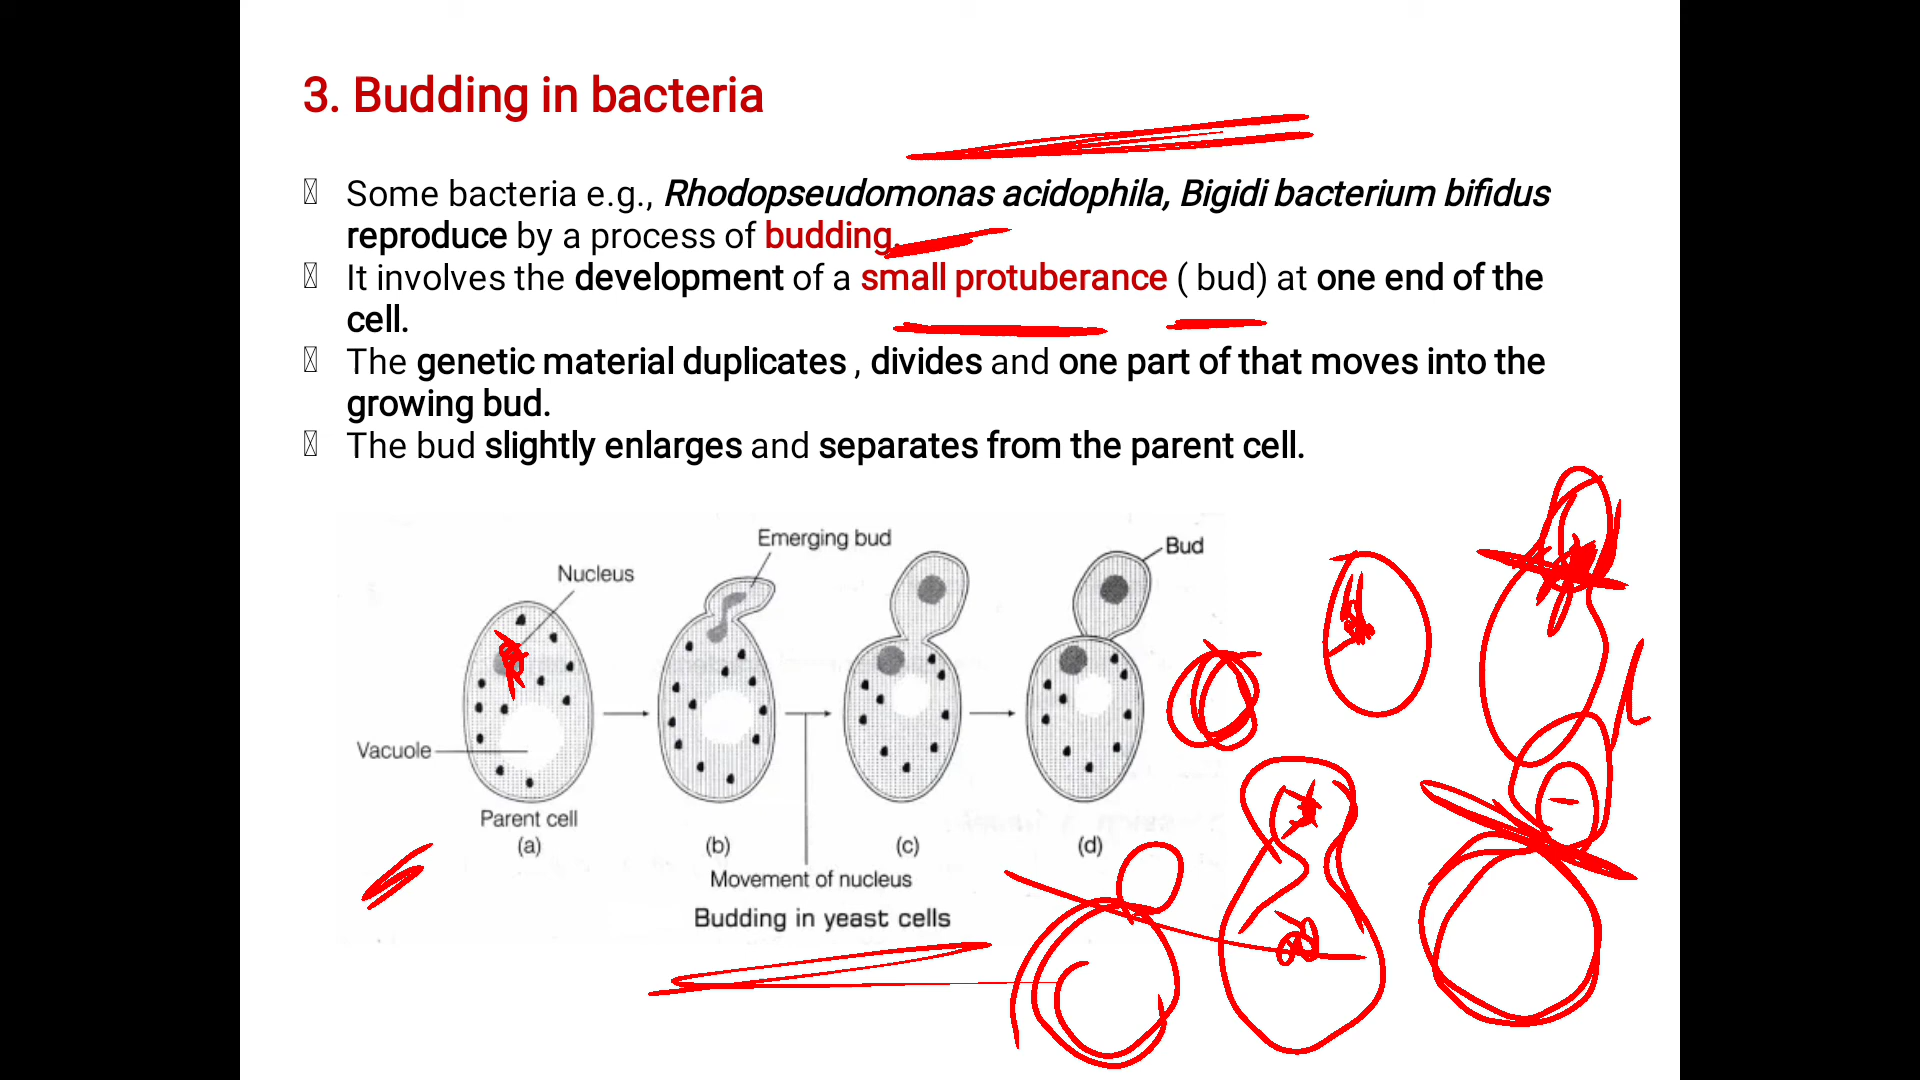 3. Budding in bacteria
Some bacteria e.g., Rhodopseudomonas acidophila, Bigidi bacterium bifidus
reproduce by a process of budding.
It involves the development of a small protuberance ( bud) at one end of the
cell.
The genetic material duplicates , divides and one part of that moves into the
growing bud.
The bud slightly enlarges and separates from the parent cell.
Emerging bud
Bud
Nucleus
Vacuole
Parent cell
(a)
(b)
(c)
(d)
Movement of nucleus
Budding in yeast cells